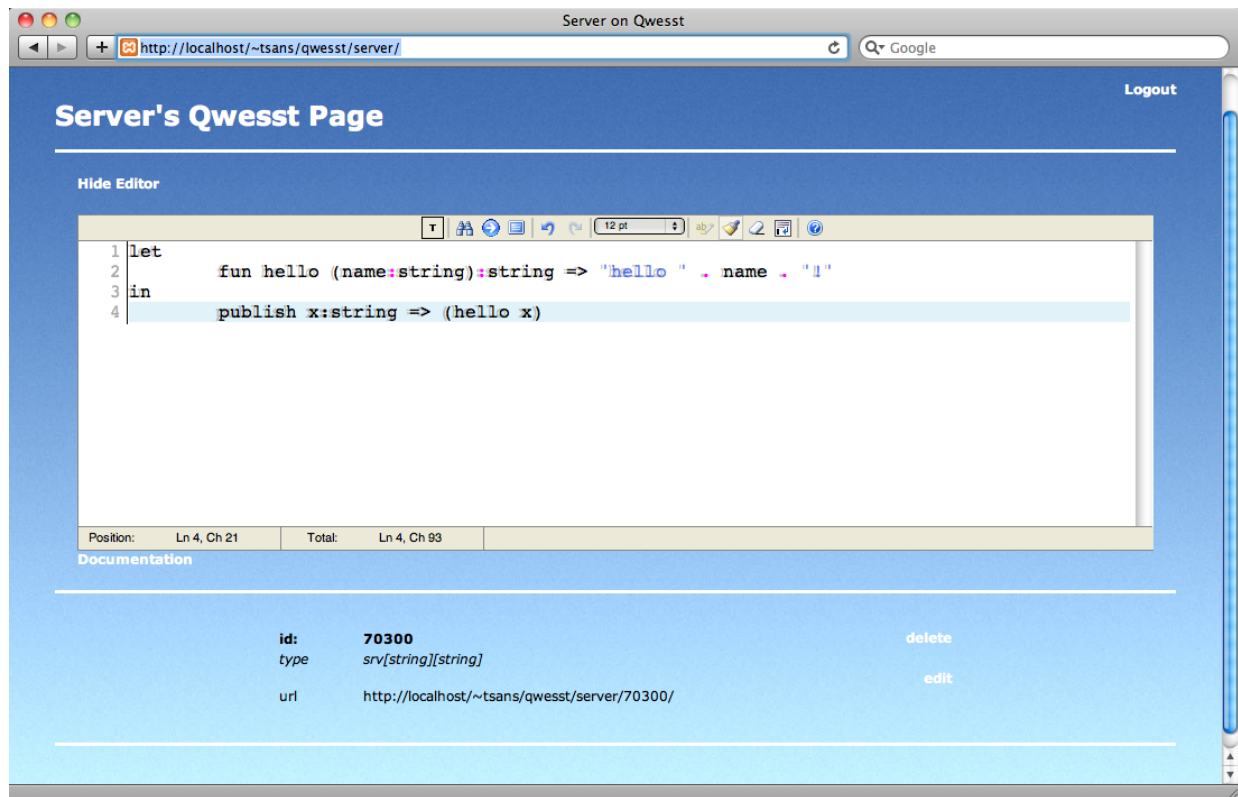 Server on Qwesst
http://localhost/~tsans/qwesst/server/
Google
Logout
Server's Qwesst Page
Hide Editor
T 12 pt
1 let
2 fun hello (name:string):string => "hello " . name . "!"
3 in
4 publish x:string => (hello x)
Position: Ln 4, Ch 21 Total: Ln 4, Ch 93
Documentation
id: 70300 delete
type srv[string][string]
edit
url http://localhost/~tsans/qwesst/server/70300/